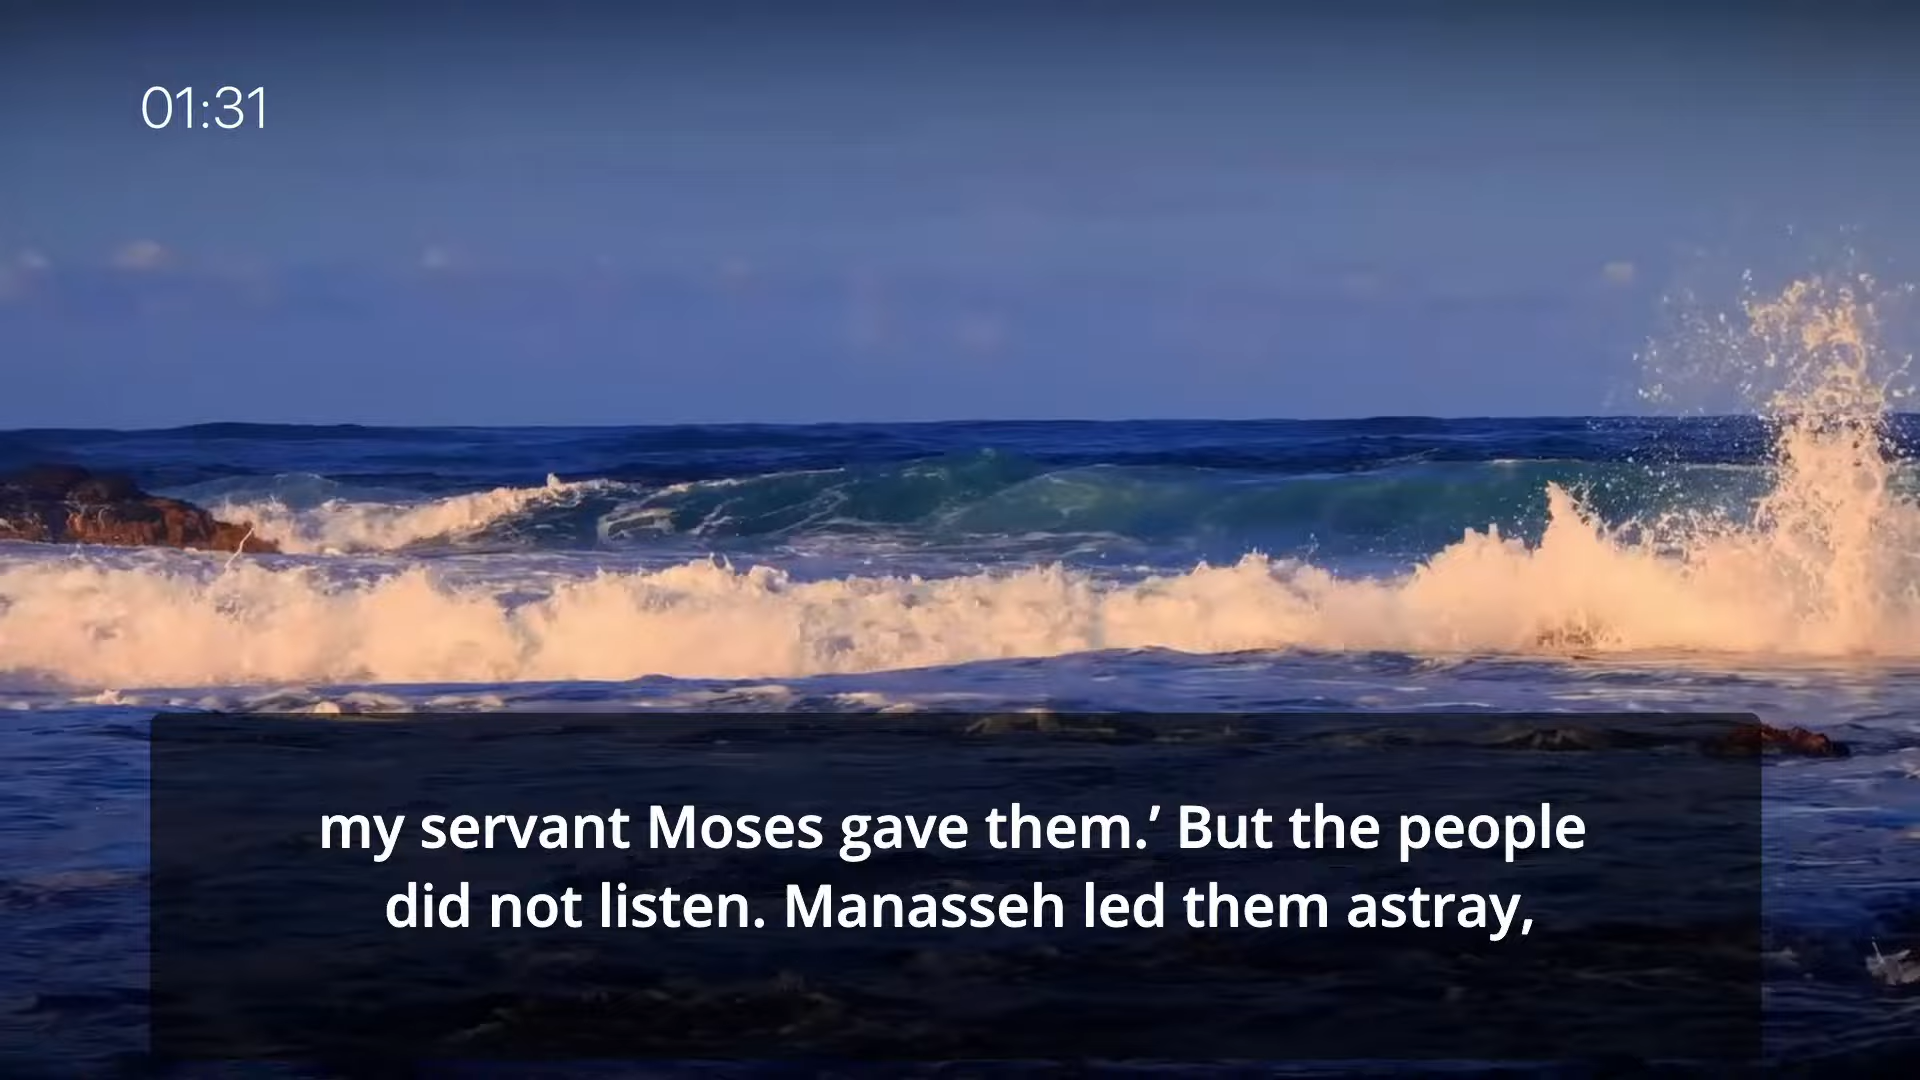 01:31
my servant Moses gave them.’ But the people
did not listen. Manasseh led them astray,